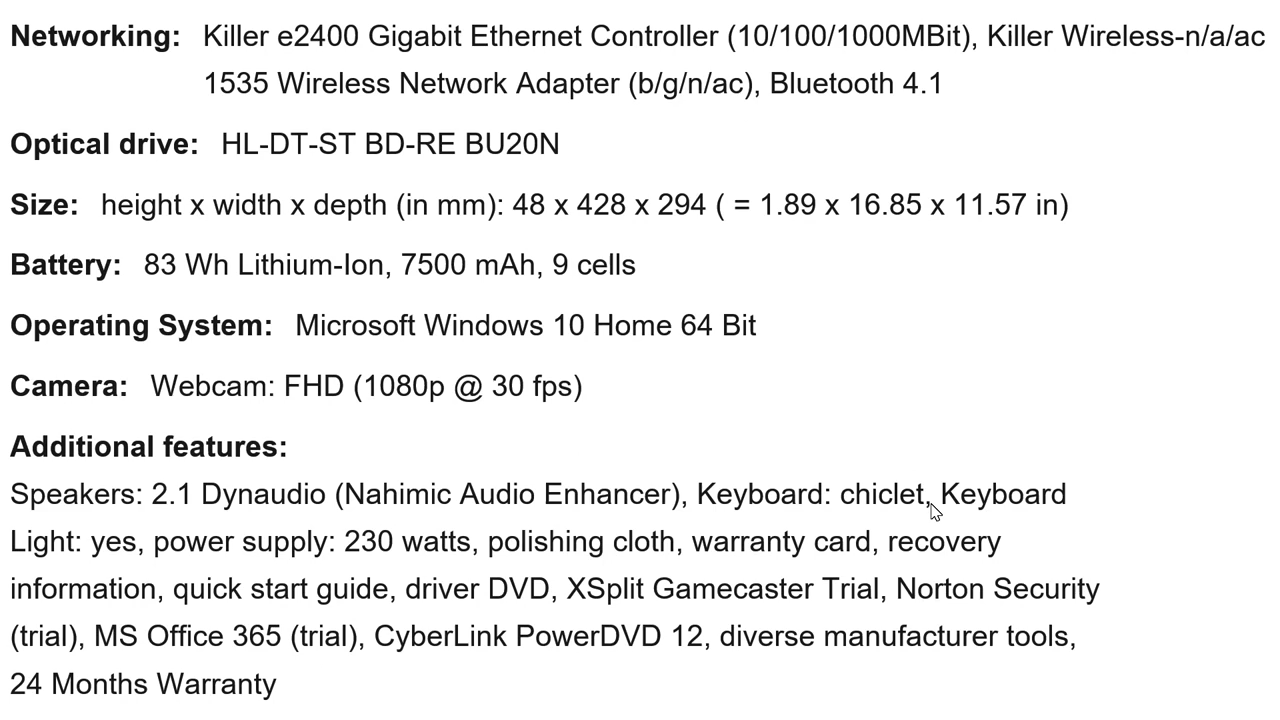 Networking: Killer e2400 Gigabit Ethernet Controller (10/100/1000MBit), Killer Wireless-n/a/ac
1535 Wireless Network Adapter (b/g/n/ac), Bluetooth 4.1
Optical drive: HL-DT-ST BD-RE BU20N
Size: height x width x depth (in mm): 48 x 428 x 294 ( = 1.89 x 16.85 x 11.57 in)
Battery: 83 Wh Lithium-Ion, 7500 mAh, 9 cells
Operating System: Microsoft Windows 10 Home 64 Bit
Camera: Webcam: FHD (1080p @ 30 fps)
Additional features:
Speakers: 2.1 Dynaudio (Nahimic Audio Enhancer), Keyboard: chiclet, Keyboard
Light: yes, power supply: 230 watts, polishing cloth, warranty card, recovery
information, quick start guide, driver DVD, XSplit Gamecaster Trial, Norton Security
(trial), MS Office 365 (trial), CyberLink PowerDVD 12, diverse manufacturer tools,
24 Months Warranty